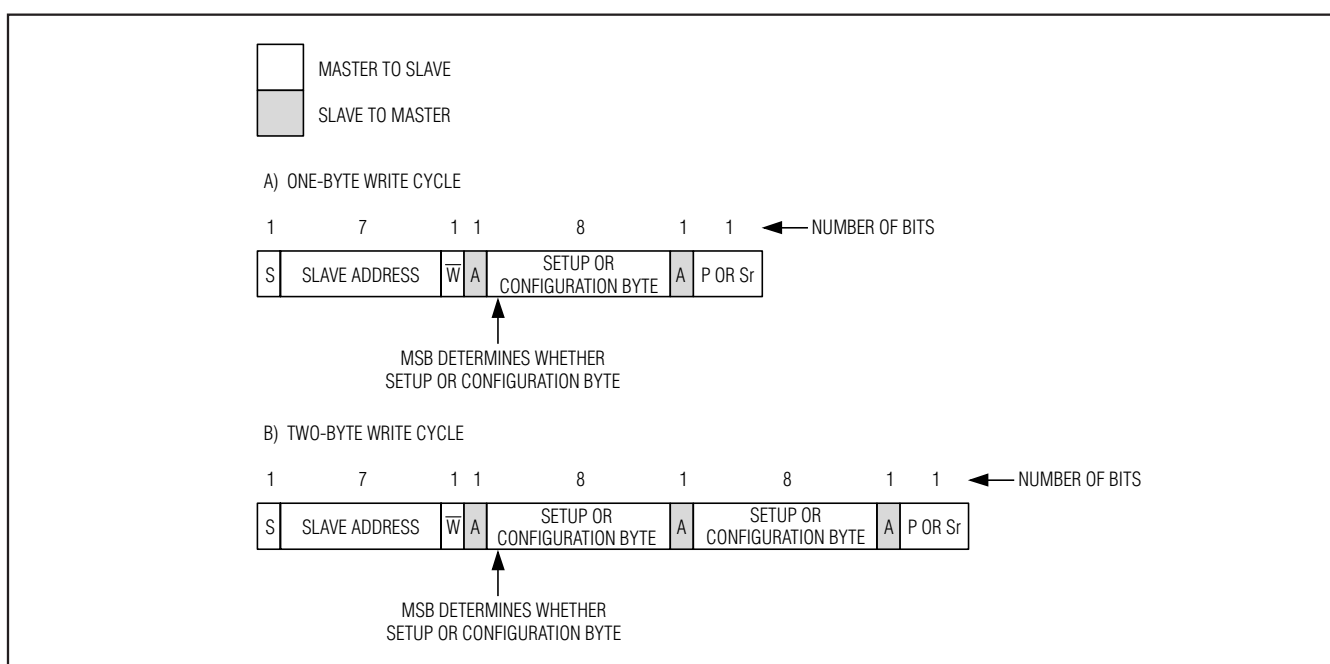 MASTER TO SLAVE
SLAVE TO MASTER
A) ONE-BYTE WRITE CYCLE
1 7 1 1 8 1 1 NUMBER OF BITS
S SLAVE ADDRESS W̅ A SETUP OR CONFIGURATION BYTE A P OR Sr
MSB DETERMINES WHETHER
SETUP OR CONFIGURATION BYTE
B) TWO-BYTE WRITE CYCLE
1 7 1 1 8 1 8 1 1 NUMBER OF BITS
S SLAVE ADDRESS W̅ A SETUP OR CONFIGURATION BYTE A SETUP OR CONFIGURATION BYTE A P OR Sr
MSB DETERMINES WHETHER
SETUP OR CONFIGURATION BYTE